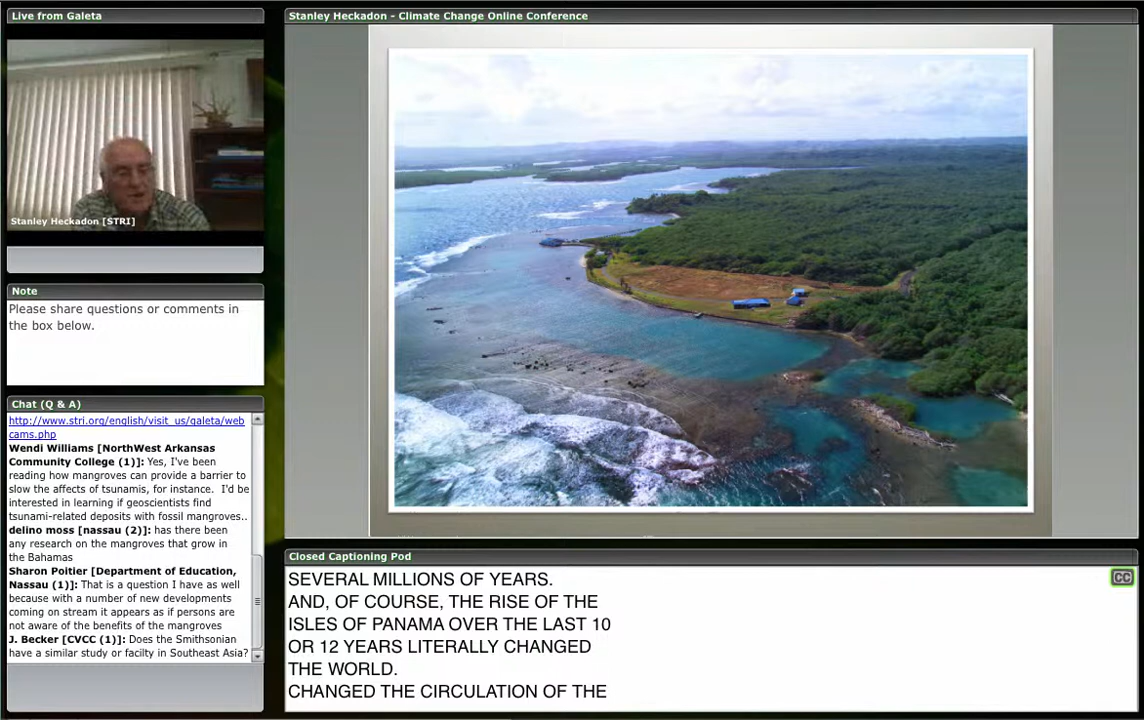 Live from Galeta
Stanley Heckadon [STRI]
Note
Please share questions or comments in
the box below.
Chat (Q & A)
http://www.stri.org/english/visit_us/galeta/web
cams.php
Wendi Williams [NorthWest Arkansas
Community College (1)]: Yes, I've been
reading how mangroves can provide a barrier to
slow the affects of tsunamis, for instance. I'd be
interested in learning if geoscientists find
tsunami-related deposits with fossil mangroves..
delino moss [nassau (2)]: has there been
any research on the mangroves that grow in
the Bahamas
Sharon Poitier [Department of Education,
Nassau (1)]: That is a question I have as well
because with a number of new developments
coming on stream it appears as if persons are
not aware of the benefits of the mangroves
J. Becker [CVCC (1)]: Does the Smithsonian
have a similar study or facilty in Southeast Asia?
Stanley Heckadon - Climate Change Online Conference
Closed Captioning Pod
CC
SEVERAL MILLIONS OF YEARS.
AND, OF COURSE, THE RISE OF THE
ISLES OF PANAMA OVER THE LAST 10
OR 12 YEARS LITERALLY CHANGED
THE WORLD.
CHANGED THE CIRCULATION OF THE